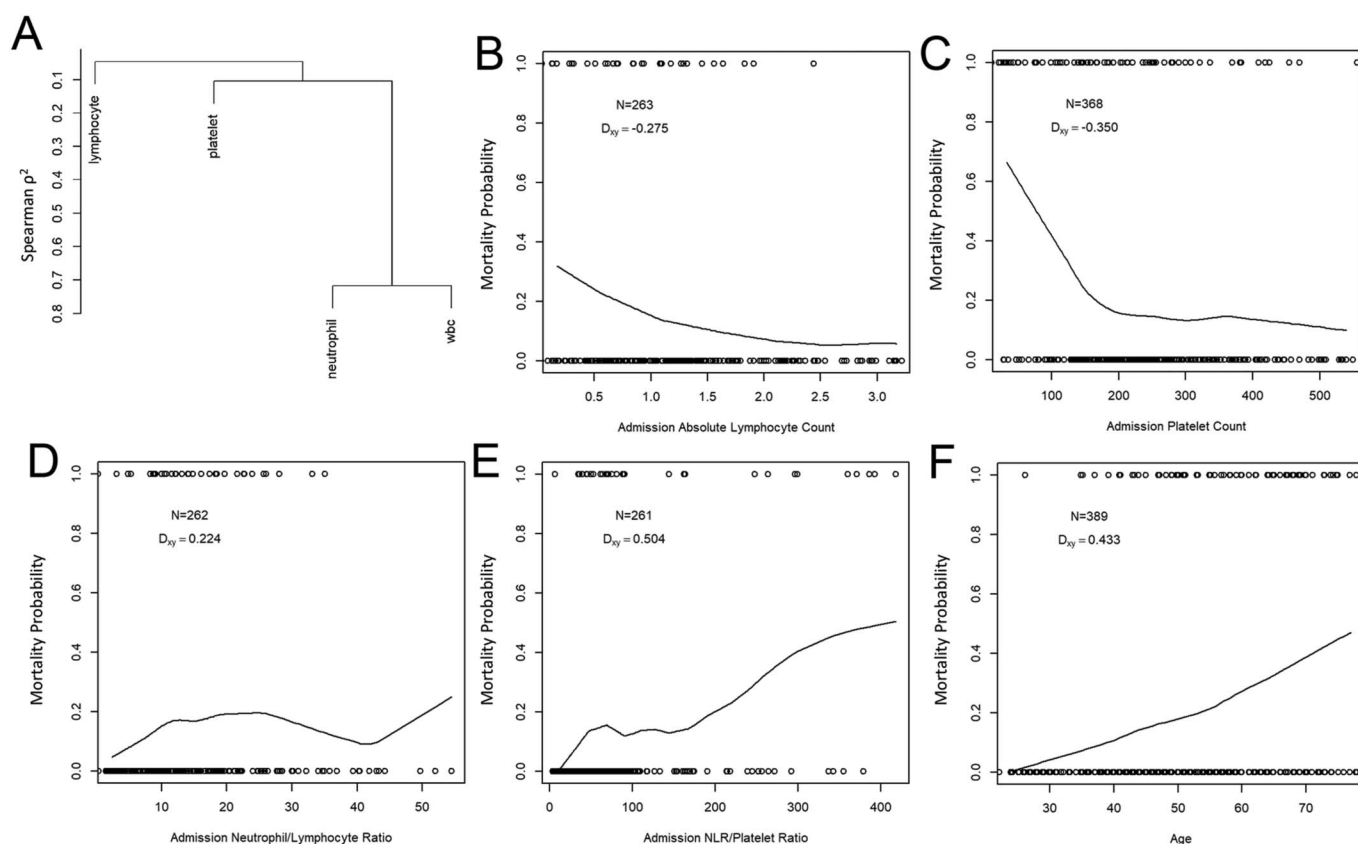 A
Spearman ρ²
0.1
0.2
0.3
0.4
0.5
0.6
0.7
0.8
lymphocyte
platelet
neutrophil
wbc
B
Mortality Probability
1.0
0.8
0.6
0.4
0.2
0.0
N=263
Dxy = -0.275
0.5 1.0 1.5 2.0 2.5 3.0
Admission Absolute Lymphocyte Count
C
Mortality Probability
1.0
0.8
0.6
0.4
0.2
0.0
N=368
Dxy = -0.350
100 200 300 400 500
Admission Platelet Count
D
Mortality Probability
1.0
0.8
0.6
0.4
0.2
0.0
N=262
Dxy = 0.224
10 20 30 40 50
Admission Neutrophil/Lymphocyte Ratio
E
Mortality Probability
1.0
0.8
0.6
0.4
0.2
0.0
N=261
Dxy = 0.504
0 100 200 300 400
Admission NLR/Platelet Ratio
F
Mortality Probability
1.0
0.8
0.6
0.4
0.2
0.0
N=389
Dxy = 0.433
30 40 50 60 70
Age